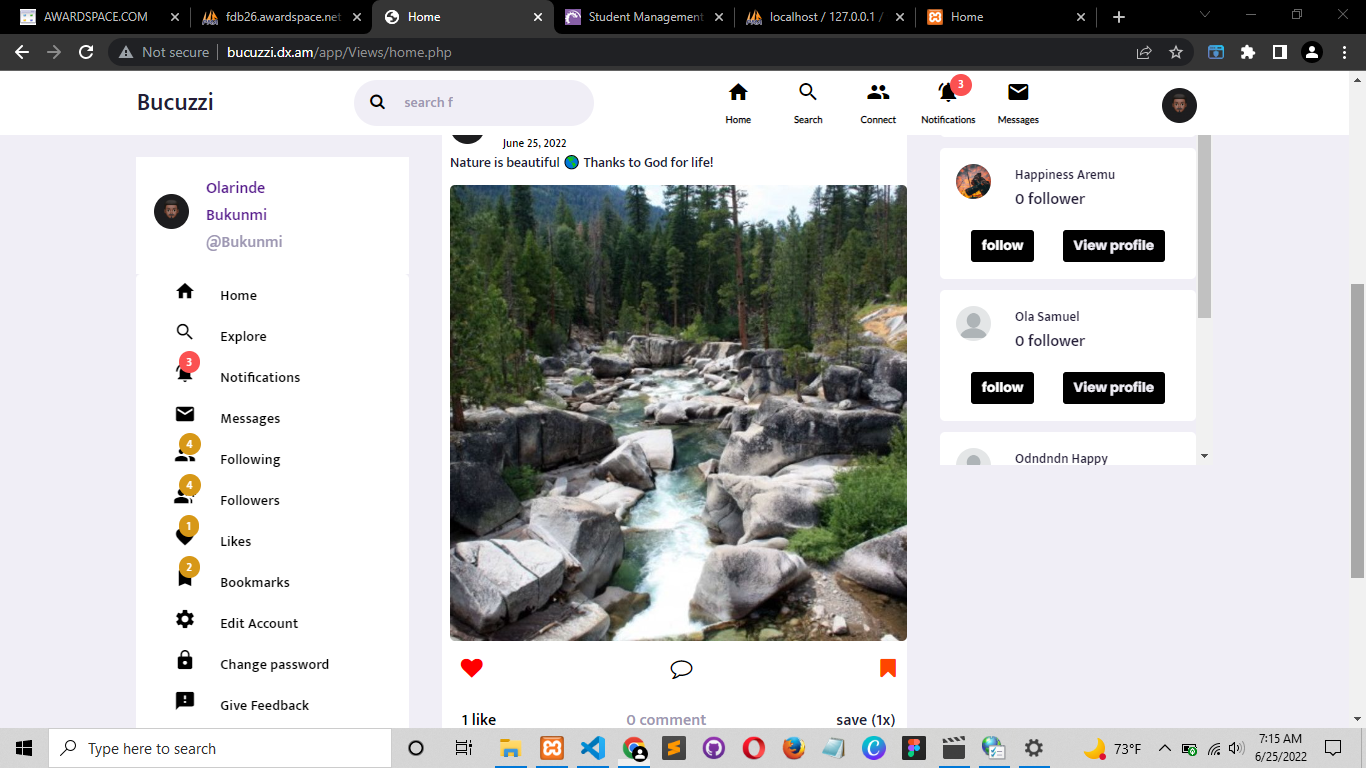 AWARDSPACE.COM
fdb26.awardspace.net
Home
Student Management
localhost / 127.0.0.1 /
Home
Not secure
bucuzzi.dx.am/app/Views/home.php
Bucuzzi
search f
Home
Search
Connect
3
Notifications
Messages
Olarinde
Bukunmi
@Bukunmi
Home
Explore
3
Notifications
Messages
4
Following
4
Followers
1
Likes
2
Bookmarks
Edit Account
Change password
Give Feedback
June 25, 2022
Nature is beautiful 🌎 Thanks to God for life!
1 like
0 comment
save (1x)
Happiness Aremu
0 follower
follow
View profile
Ola Samuel
0 follower
follow
View profile
Odndndn Happy
Type here to search
73°F
7:15 AM
6/25/2022